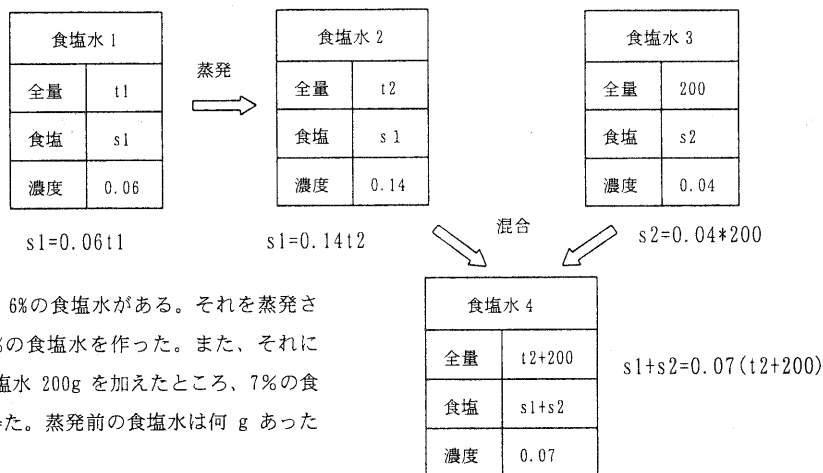 食塩水1
全量 t1
食塩 s1
濃度 0.06
s1=0.06t1
蒸発
食塩水2
全量 t2
食塩 s1
濃度 0.14
s1=0.14t2
食塩水3
全量 200
食塩 s2
濃度 0.04
s2=0.04*200
混合
食塩水4
全量 t2+200
食塩 s1+s2
濃度 0.07
s1+s2=0.07(t2+200)
6%の食塩水がある。それを蒸発さ
%の食塩水を作った。また、それに
塩水 200g を加えたところ、7%の食
た。蒸発前の食塩水は何 g あった